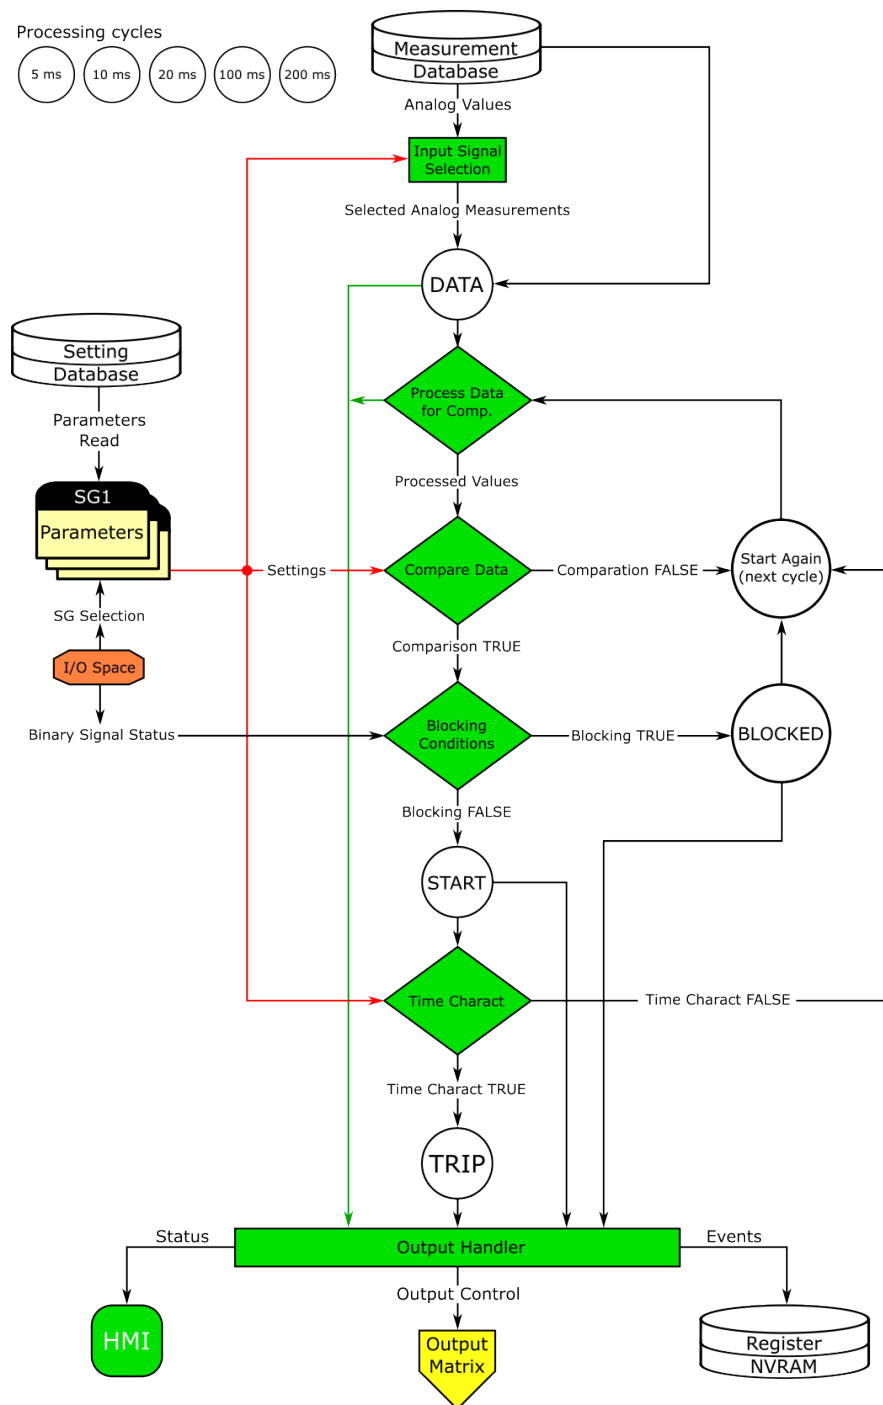 Processing cycles
5 ms
10 ms
20 ms
100 ms
200 ms
Measurement
Database
Analog Values
Input Signal
Selection
Selected Analog Measurements
DATA
Setting
Database
Parameters
Read
Process Data
for Comp.
Processed Values
SG1
Parameters
Settings
Compare Data
Comparation FALSE
Start Again
(next cycle)
SG Selection
Comparison TRUE
I/O Space
Binary Signal Status
Blocking
Conditions
Blocking TRUE
BLOCKED
Blocking FALSE
START
Time Charact
Time Charact FALSE
Time Charact TRUE
TRIP
Status
Output Handler
Events
Output Control
HMI
Output
Matrix
Register
NVRAM